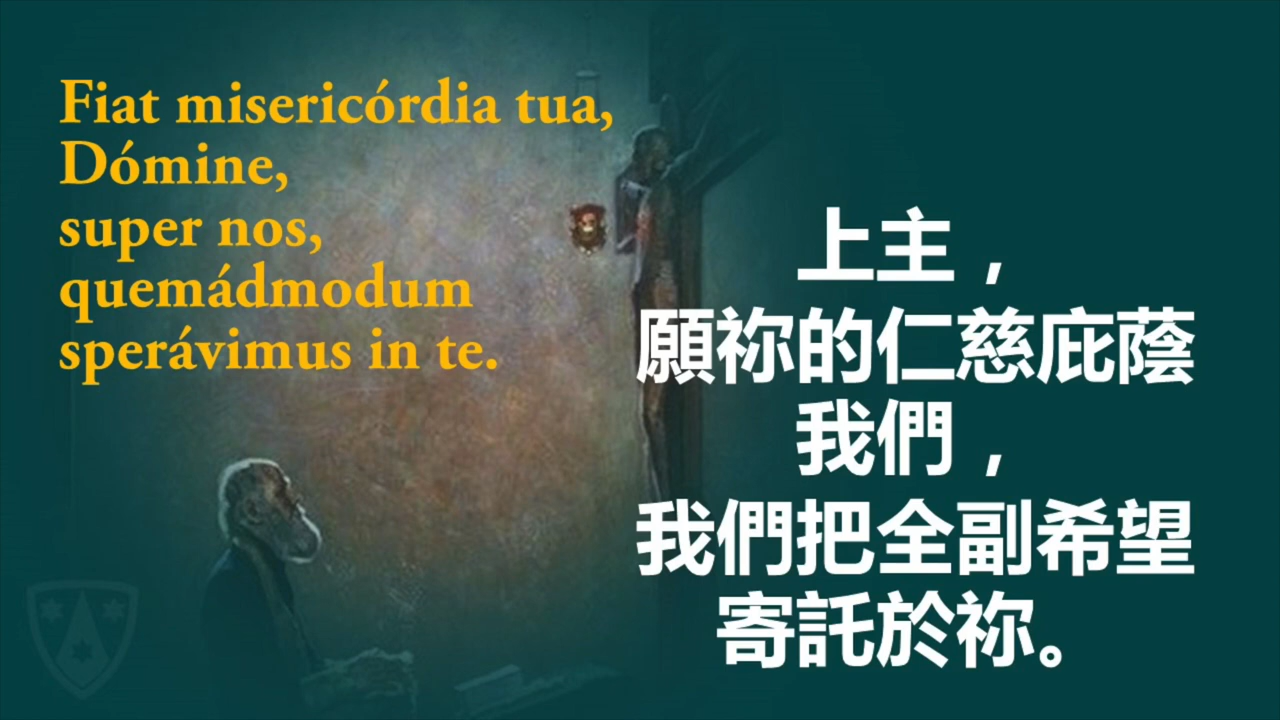 Fiat misericórdia tua,
Dómine,
super nos,
quemádmodum
sperávimus in te.
上主，
願祢的仁慈庇蔭
我們，
我們把全副希望
寄託於祢。